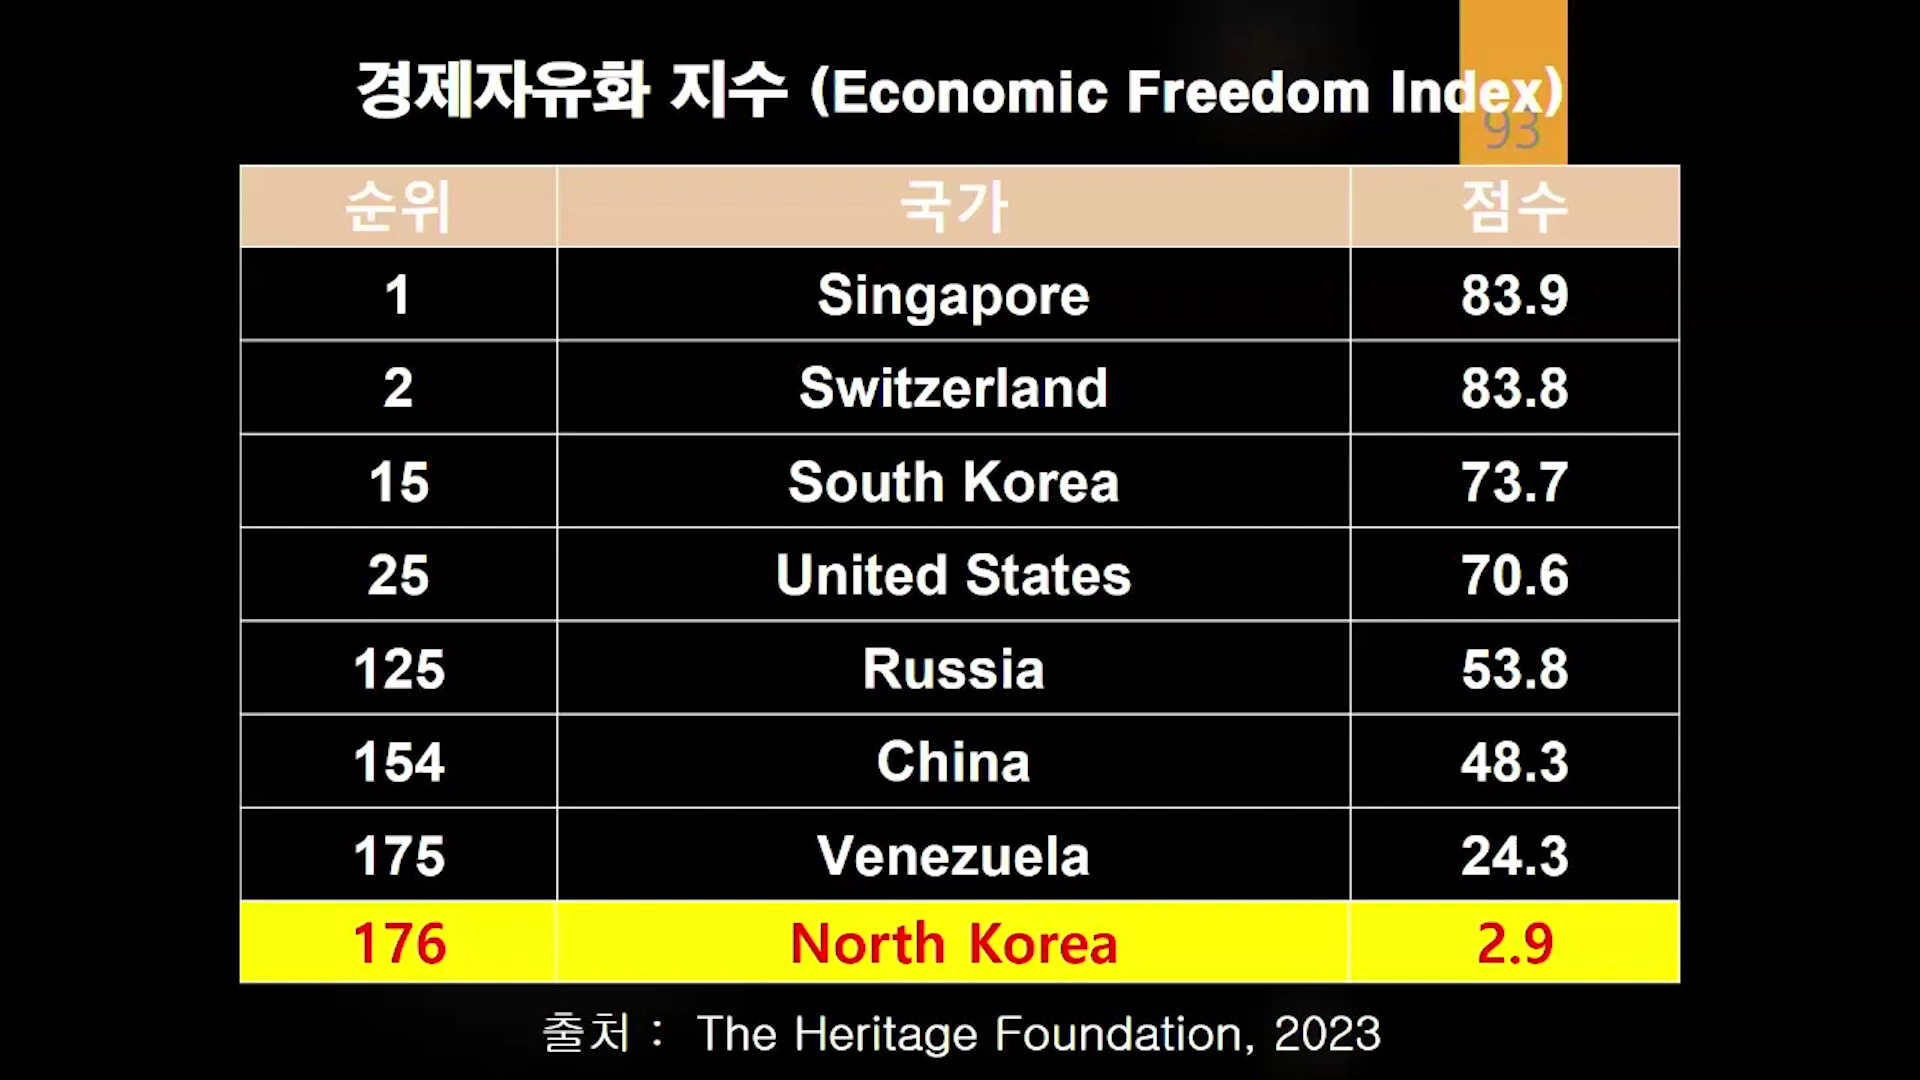 경제자유화 지수 (Economic Freedom Index)
93
순위 국가 점수
1 Singapore 83.9
2 Switzerland 83.8
15 South Korea 73.7
25 United States 70.6
125 Russia 53.8
154 China 48.3
175 Venezuela 24.3
176 North Korea 2.9
출처 : The Heritage Foundation, 2023